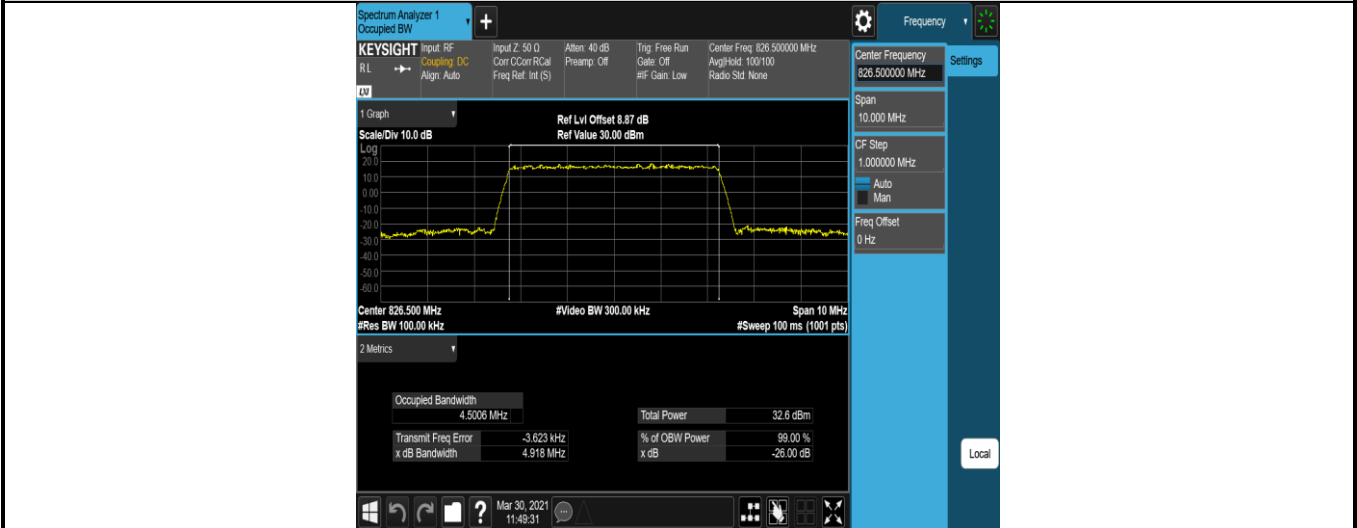 Spectrum Analyzer 1
Occupied BW
+
Frequency
KEYSIGHT
RL
Input: RF
Coupling: DC
Align: Auto
Input Z: 50 Ω
Corr CCorr RCal
Freq Ref: Int (S)
Atten: 40 dB
Preamp: Off
Trig: Free Run
Gate: Off
#IF Gain: Low
Center Freq: 826.500000 MHz
Avg|Hold: 100/100
Radio Std: None
Center Frequency
826.500000 MHz
Settings
Span
10.000 MHz
CF Step
1.000000 MHz
Auto
Man
Freq Offset
0 Hz
Local
1 Graph
Scale/Div 10.0 dB
Ref Lvl Offset 8.87 dB
Ref Value 30.00 dBm
Log
20.0
10.0
0.00
-10.0
-20.0
-30.0
-40.0
-50.0
-60.0
Center 826.500 MHz
#Video BW 300.00 kHz
Span 10 MHz
#Res BW 100.00 kHz
#Sweep 100 ms (1001 pts)
2 Metrics
Occupied Bandwidth
4.5006 MHz
Total Power 32.6 dBm
Transmit Freq Error -3.623 kHz
% of OBW Power 99.00 %
x dB Bandwidth 4.918 MHz
x dB -26.00 dB
?
Mar 30, 2021
11:49:31